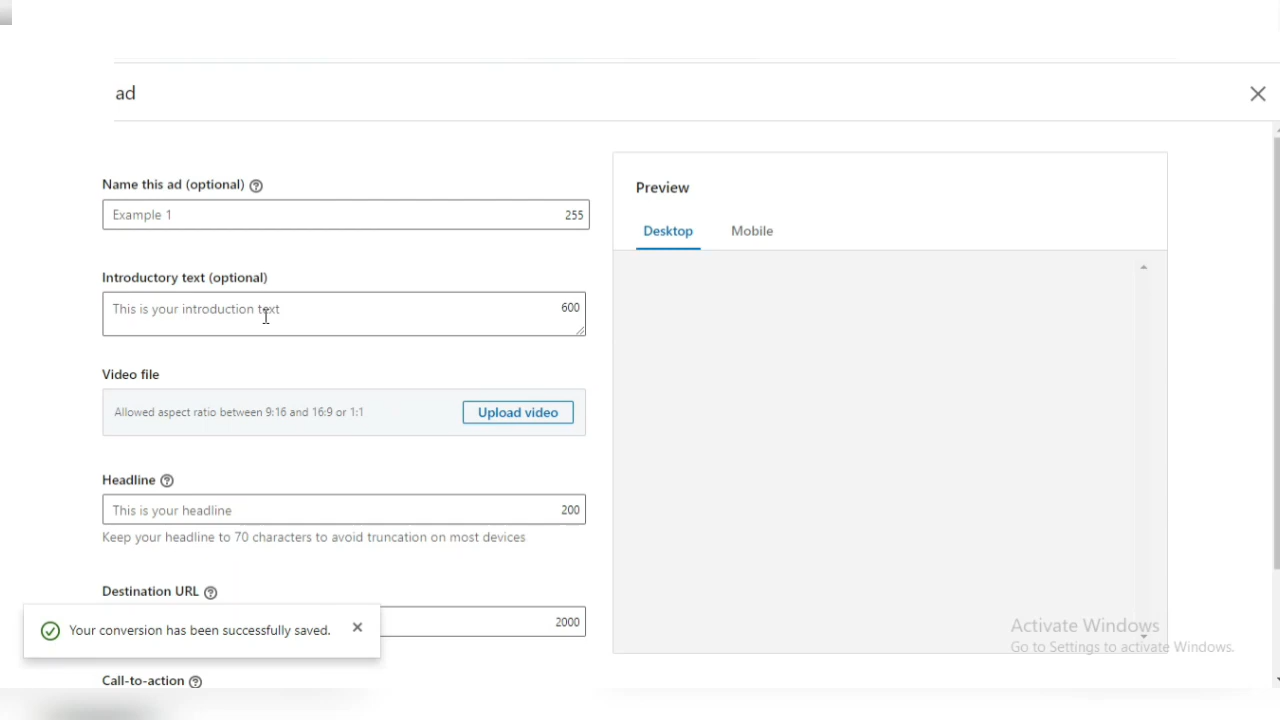 ad
Name this ad (optional)
Example 1
255
Introductory text (optional)
This is your introduction text
600
Video file
Allowed aspect ratio between 9:16 and 16:9 or 1:1
Upload video
Headline
This is your headline
200
Keep your headline to 70 characters to avoid truncation on most devices
Destination URL
2000
Your conversion has been successfully saved.
Call-to-action
Preview
Desktop
Mobile
Activate Windows
Go to Settings to activate Windows.